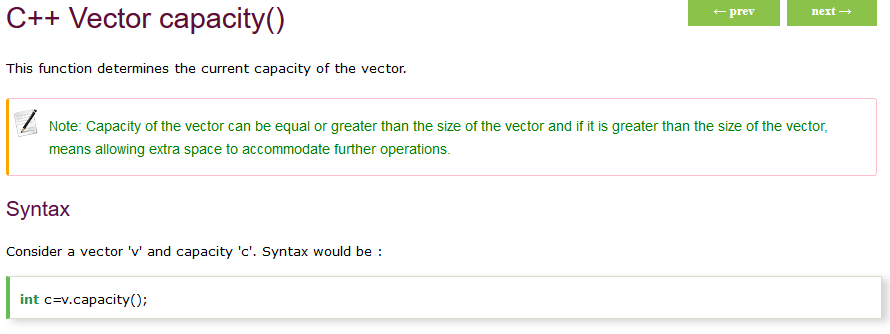 C++ Vector capacity()
← prev
next →
This function determines the current capacity of the vector.
Note: Capacity of the vector can be equal or greater than the size of the vector and if it is greater than the size of the vector,
means allowing extra space to accommodate further operations.
Syntax
Consider a vector 'v' and capacity 'c'. Syntax would be :
int c=v.capacity();